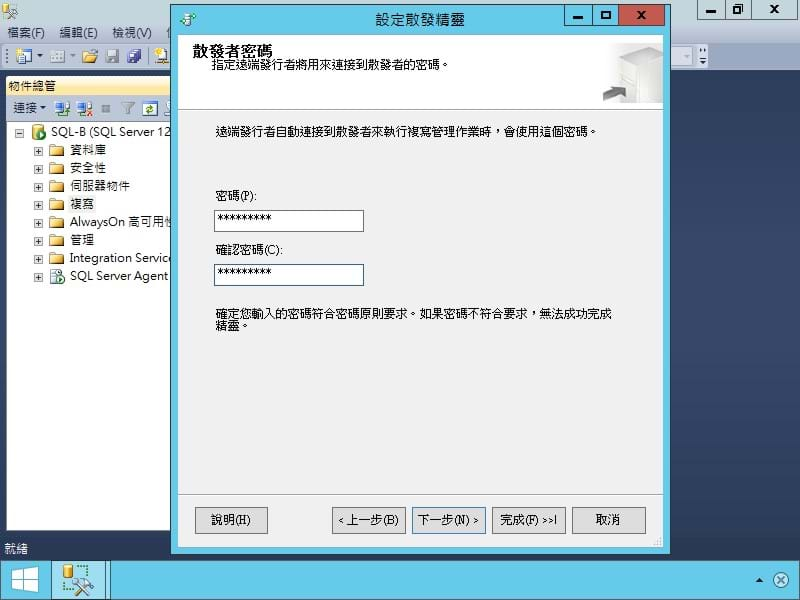 設定散發精靈
檔案(F) 編輯(E) 檢視(V)
物件總管
連接
SQL-B (SQL Server 12
資料庫
安全性
伺服器物件
複寫
AlwaysOn 高可用性
管理
Integration Service
SQL Server Agent
散發者密碼
指定遠端發行者將用來連接到散發者的密碼。
遠端發行者自動連接到散發者來執行複寫管理作業時，會使用這個密碼。
密碼(P):
*********
確認密碼(C):
*********
確定您輸入的密碼符合密碼原則要求。如果密碼不符合要求，無法成功完成
精靈。
說明(H) <上一步(B) 下一步(N) > 完成(F) >>| 取消
就緒